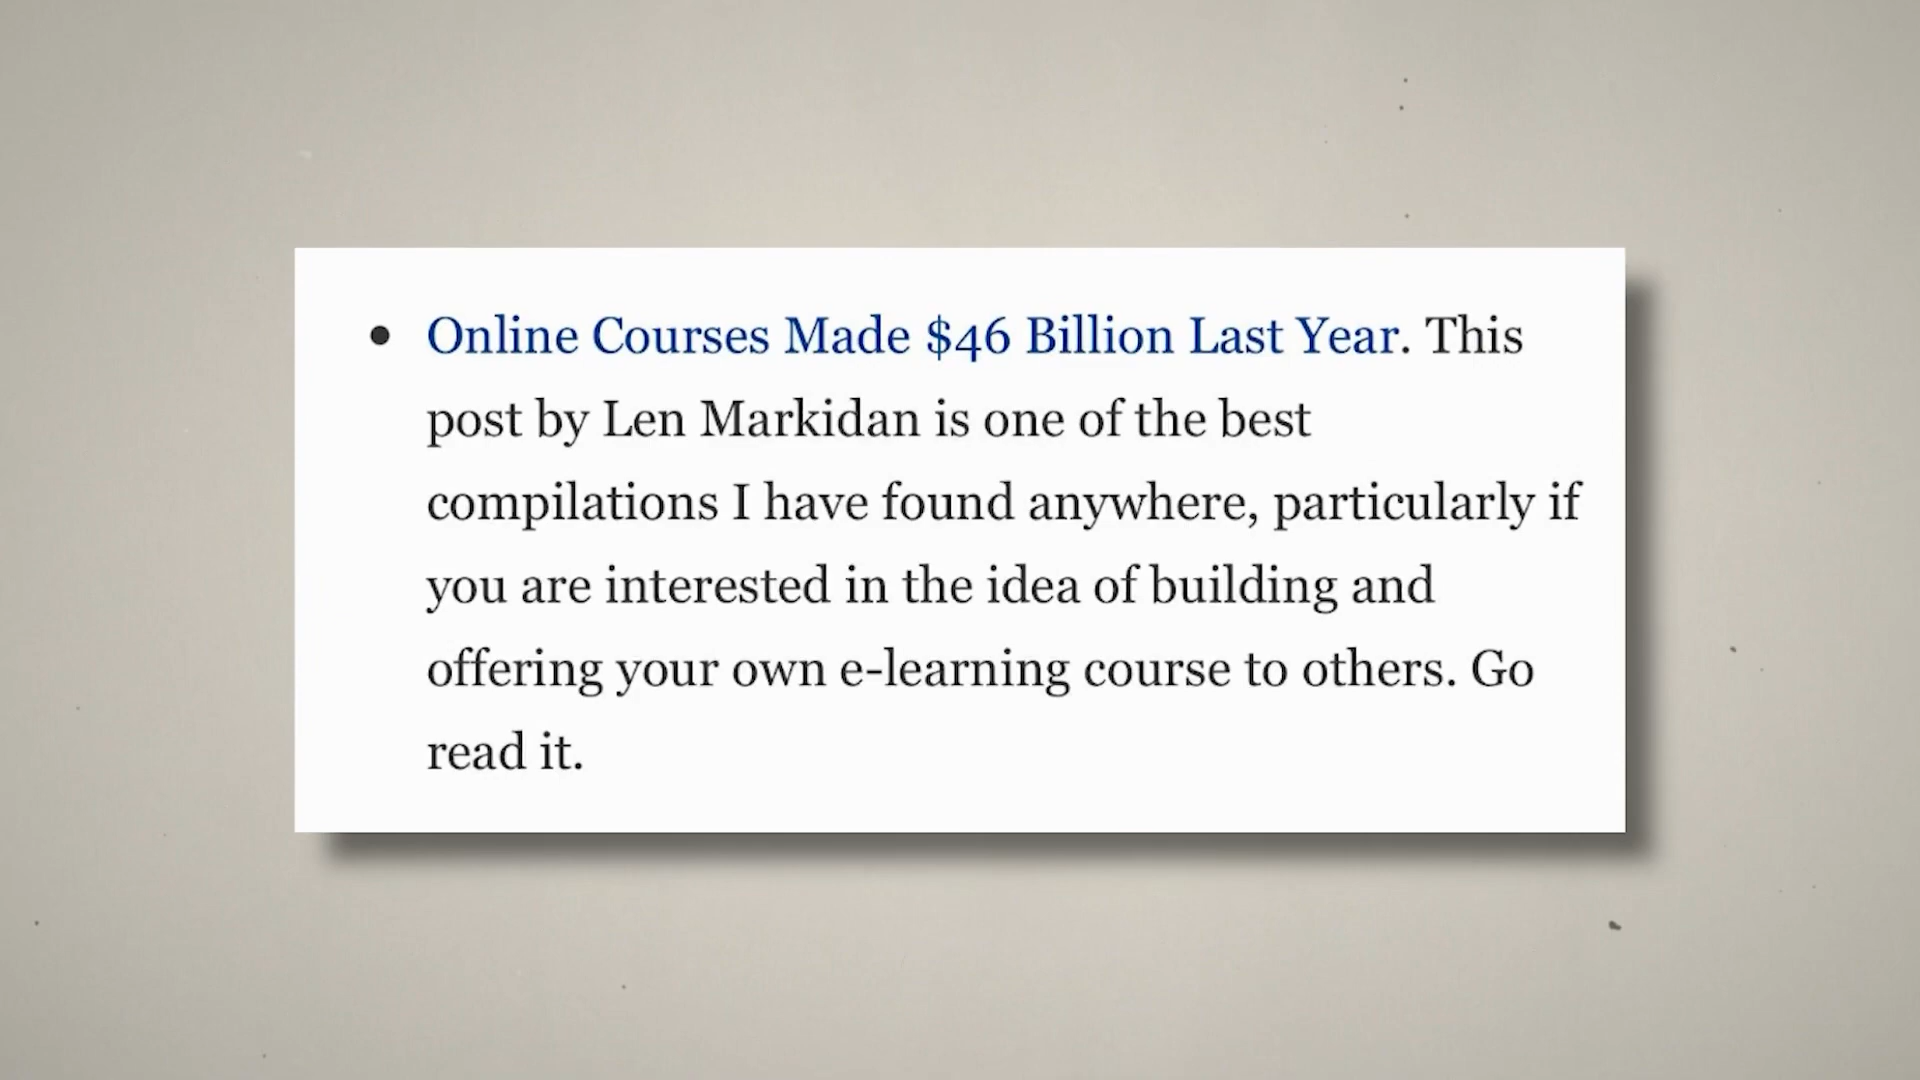 • Online Courses Made $46 Billion Last Year. This
post by Len Markidan is one of the best
compilations I have found anywhere, particularly if
you are interested in the idea of building and
offering your own e-learning course to others. Go
read it.